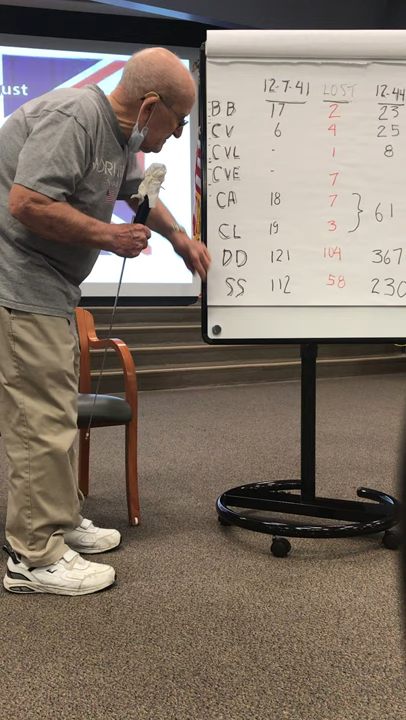 ust
12-7-41 LOST 12-44
BB 17 2 23
CV 6 4 25
CVL - 1 8
CVE - 7
CA 18 7 61
CL 19 3
DD 121 104 367
SS 112 58 230